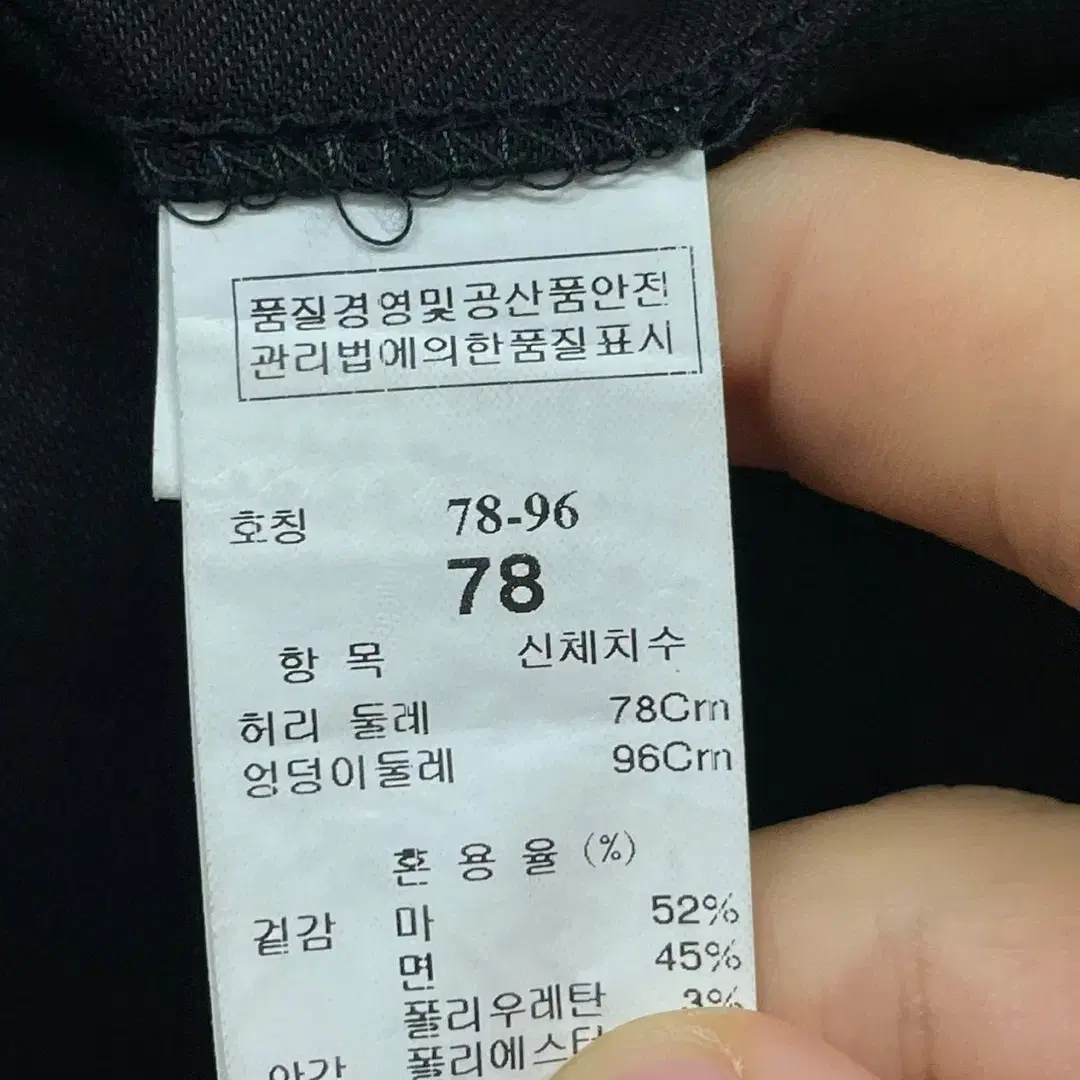 품질경영및공산품안전
관리법에의한품질표시
호칭 78-96
78
항 목 신체치수
허리 둘레 78Cm
엉덩이둘레 96Cm
혼 용 율 (%)
겉감 마 52%
면 45%
폴리우레탄 3%